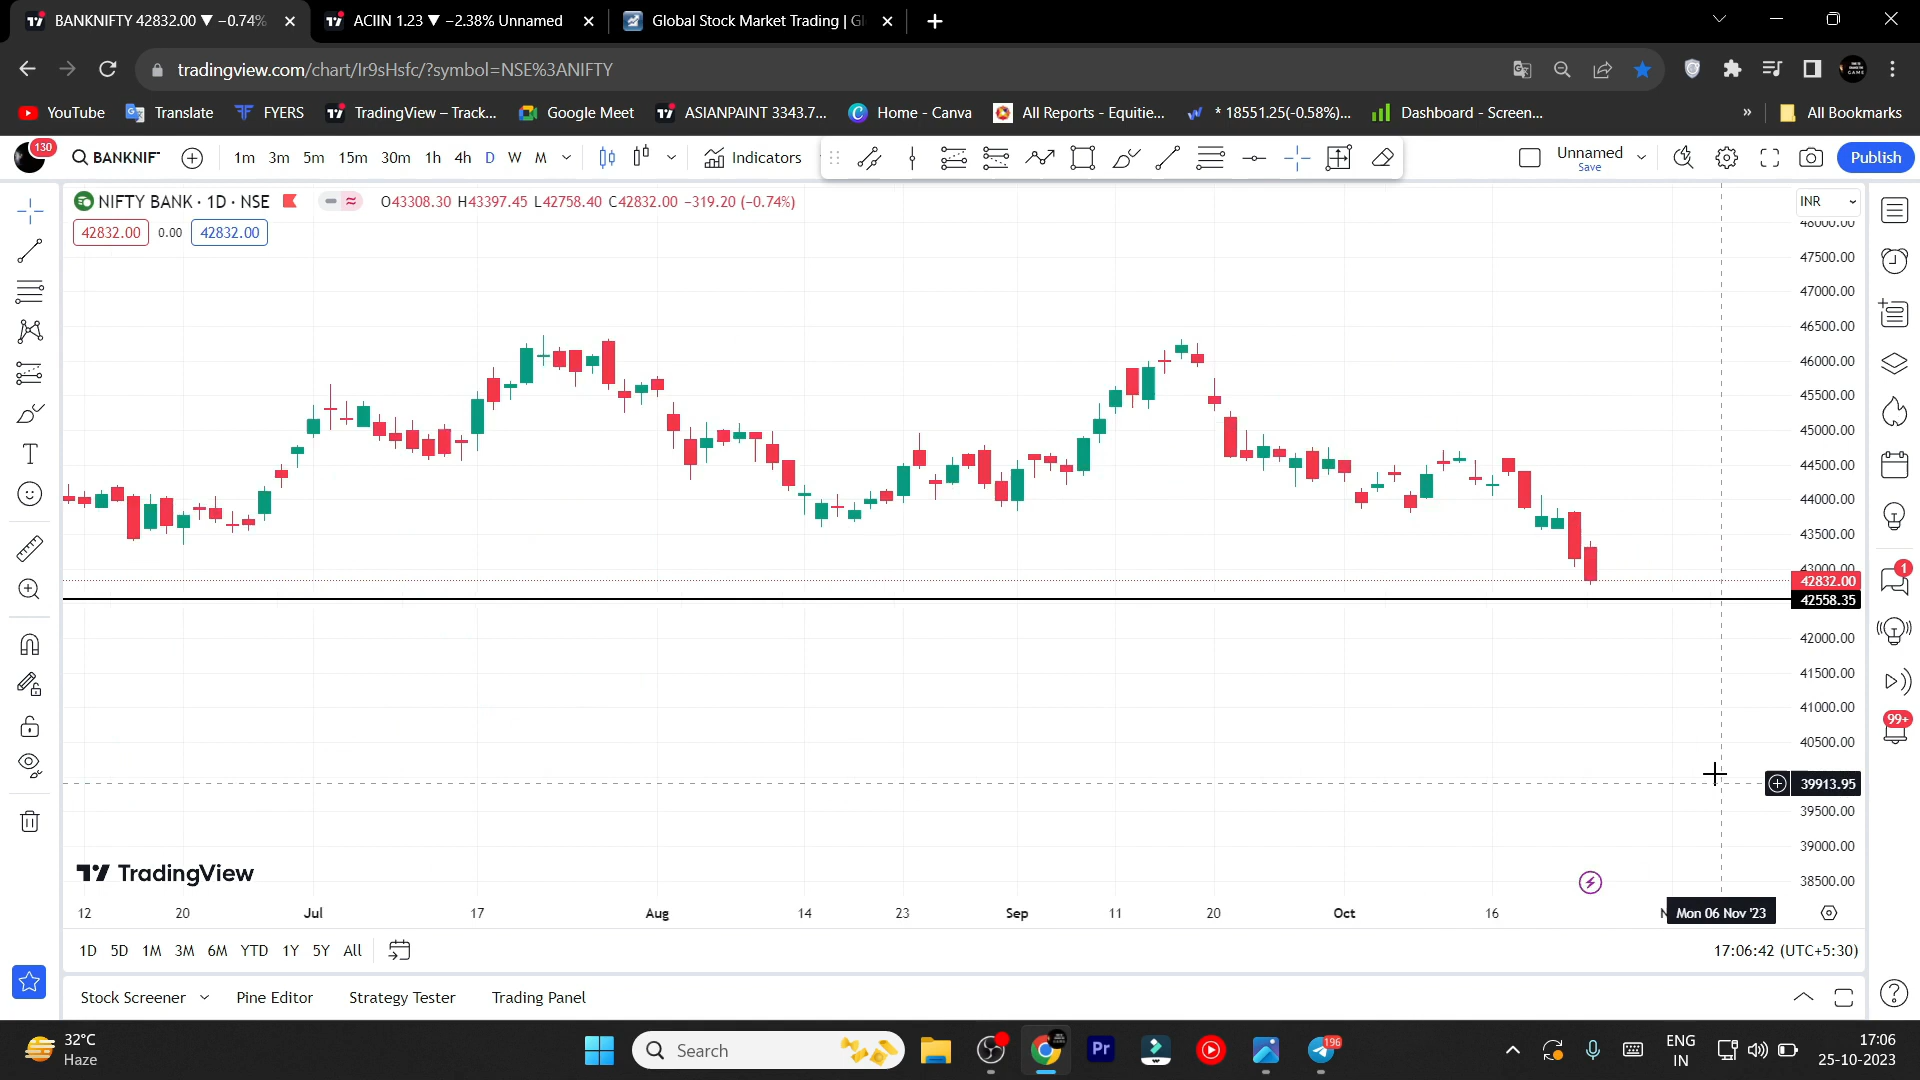 BANKNIFTY 42832.00 ▼ −0.74%
ACIIN 1.23 ▼ −2.38% Unnamed
Global Stock Market Trading | Gl
tradingview.com/chart/Ir9sHsfc/?symbol=NSE%3ANIFTY
YouTube
Translate
FYERS
TradingView – Track...
Google Meet
ASIANPAINT 3343.7...
Home - Canva
All Reports - Equitie...
* 18551.25(-0.58%)...
Dashboard - Screen...
»
All Bookmarks
130
BANKNIF
1m 3m 5m 15m 30m 1h 4h D W M
Indicators
Unnamed
Save
Publish
NIFTY BANK · 1D · NSE
O43308.30 H43397.45 L42758.40 C42832.00 −319.20 (−0.74%)
INR
42832.00 0.00 42832.00
48000.00
47500.00
47000.00
46500.00
46000.00
45500.00
45000.00
44500.00
44000.00
43500.00
43000.00
42832.00
42558.35
42000.00
41500.00
41000.00
40500.00
39913.95
39500.00
39000.00
38500.00
1
99+
TradingView
12 20 Jul 17 Aug 14 23 Sep 11 20 Oct 16 Mon 06 Nov '23
1D 5D 1M 3M 6M YTD 1Y 5Y All
17:06:42 (UTC+5:30)
Stock Screener
Pine Editor
Strategy Tester
Trading Panel
32°C
Haze
Search
Pr
196
ENG
IN
17:06
25-10-2023